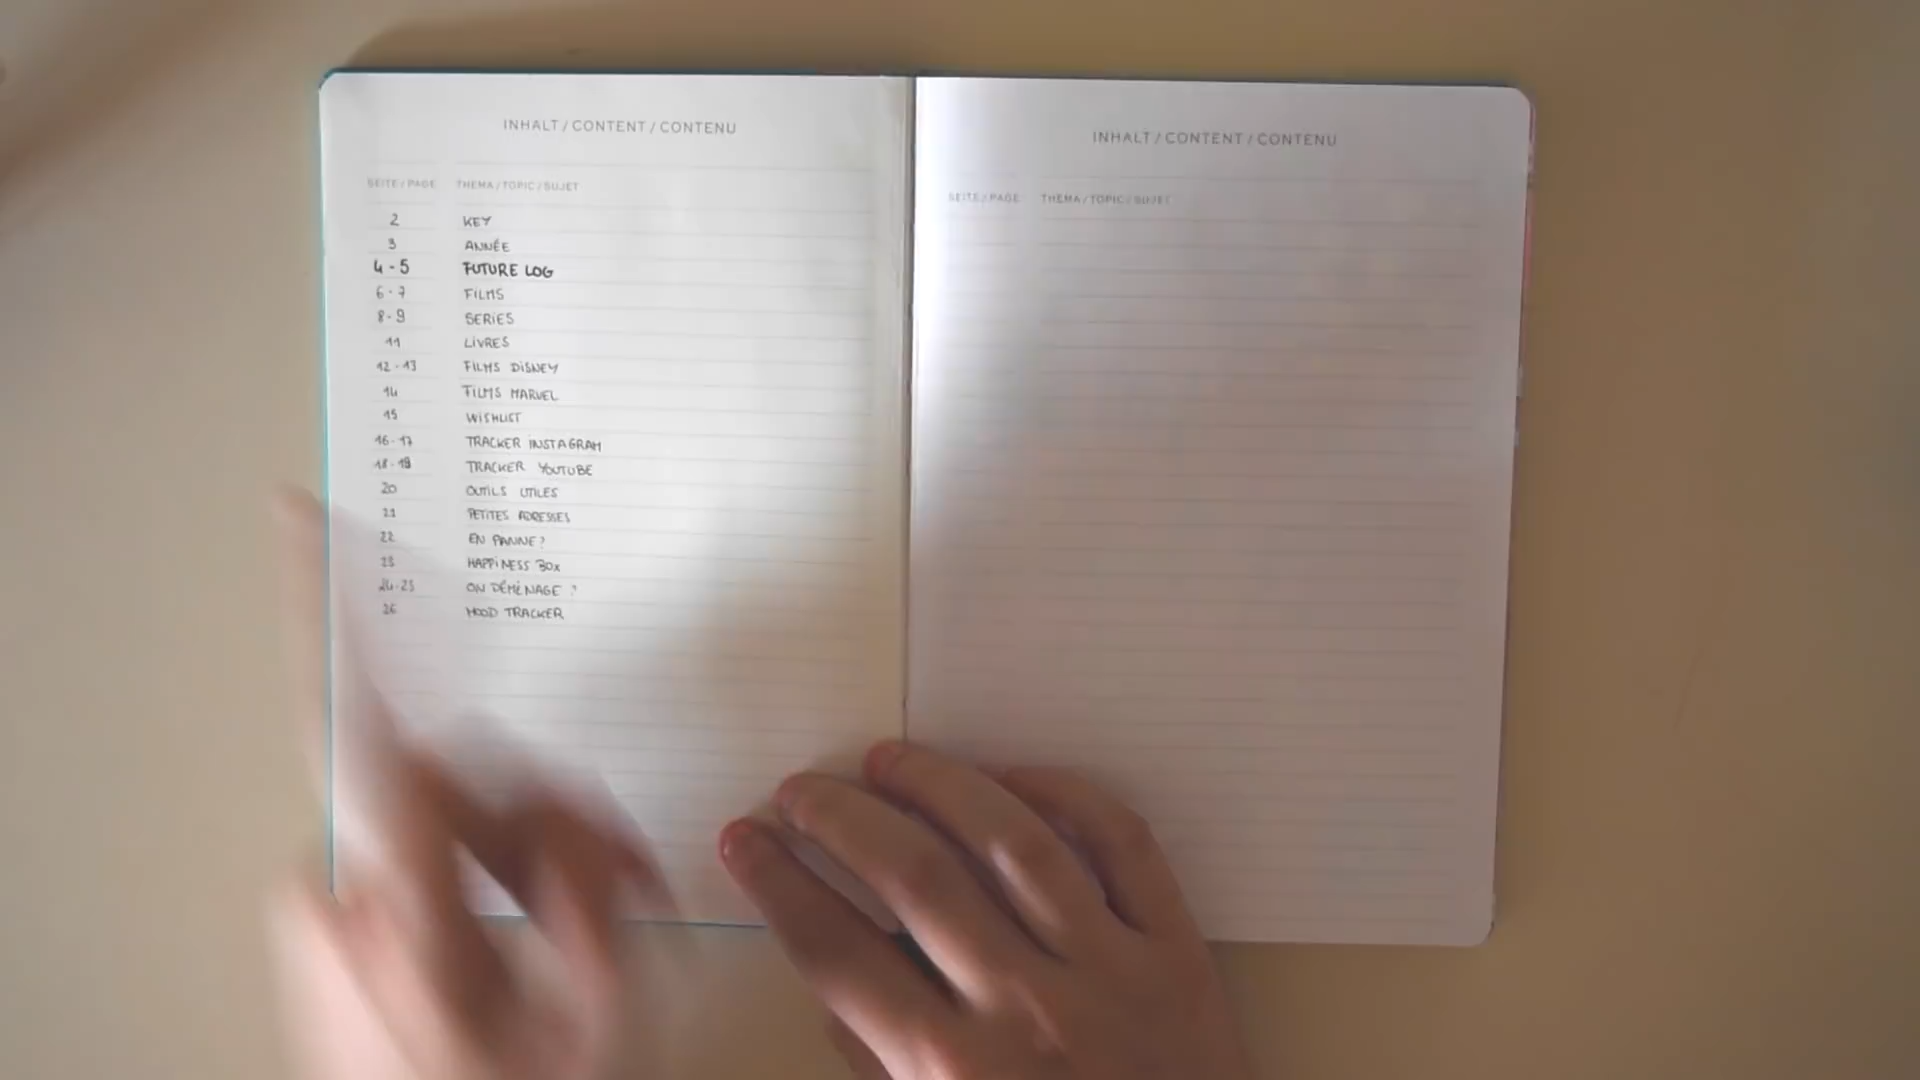 INHALT / CONTENT / CONTENU
SEITE / PAGE THEMA / TOPIC / SUJET
2 KEY
3 ANNÉE
4 - 5 FUTURE LOG
6 - 7 FILMS
8 - 9 SERIES
11 LIVRES
12 - 13 FILMS DISNEY
14 FILMS MARVEL
15 WISHLIST
16 - 17 TRACKER INSTAGRAM
18 - 19 TRACKER YOUTUBE
20 OUTILS UTILES
21 PETITES ADRESSES
22 EN PANNE ?
23 HAPPINESS BOX
24 - 25 ON DÉMÉNAGE ?
26 MOOD TRACKER
INHALT / CONTENT / CONTENU
SEITE / PAGE THEMA / TOPIC / SUJET